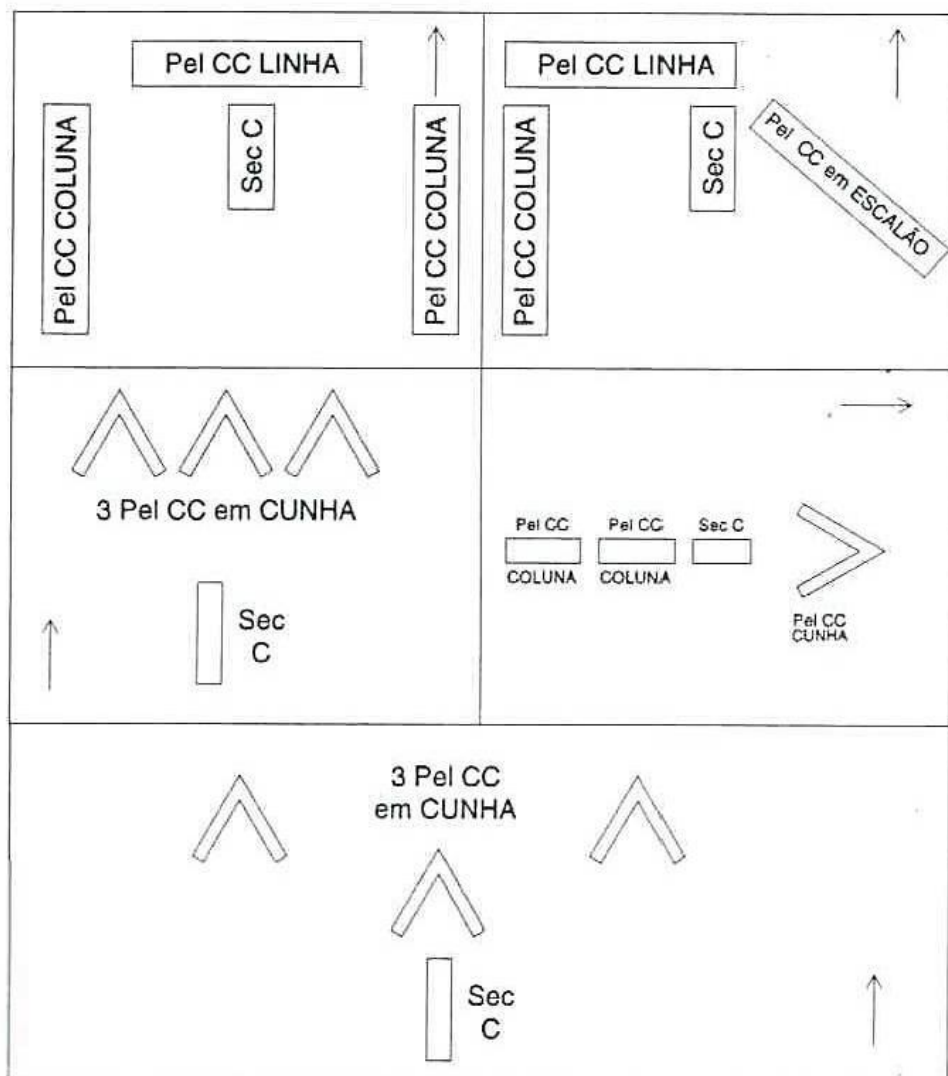 Pel CC LINHA
Pel CC COLUNA
Sec C
Pel CC COLUNA
Pel CC LINHA
Pel CC COLUNA
Sec C
Pel CC em ESCALÃO
3 Pel CC em CUNHA
Sec
C
Pel CC
COLUNA
Pel CC
COLUNA
Sec C
Pel CC
CUNHA
3 Pel CC
em CUNHA
Sec
C